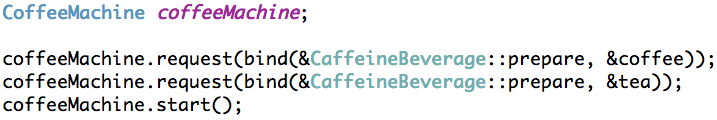 CoffeeMachine coffeeMachine;
coffeeMachine.request(bind(&CaffeineBeverage::prepare, &coffee));
coffeeMachine.request(bind(&CaffeineBeverage::prepare, &tea));
coffeeMachine.start();